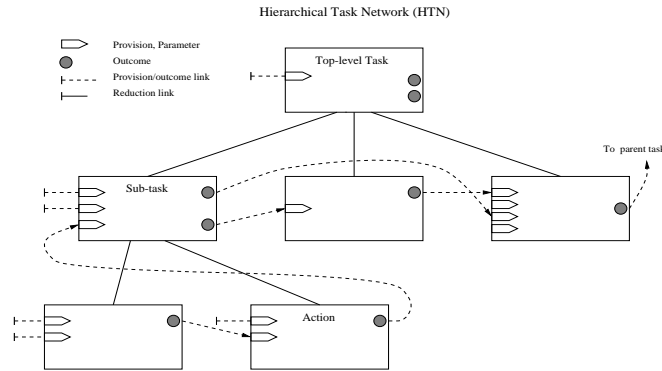 Hierarchical Task Network (HTN)
Provision, Parameter
Outcome
Provision/outcome link
Reduction link
Top-level Task
To parent task
Sub-task
Action